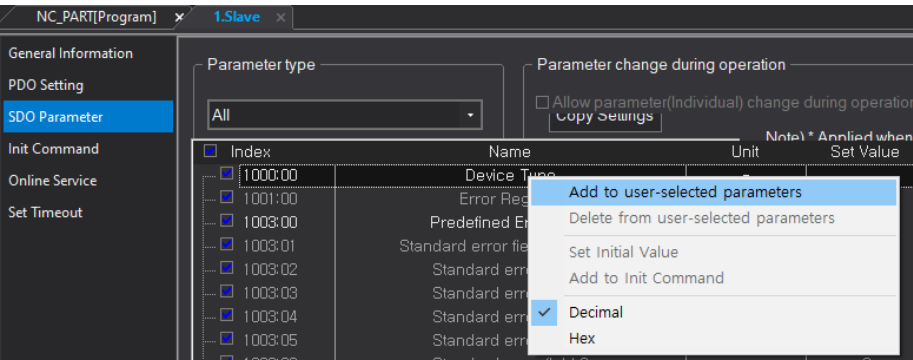 NC_PART[Program] × 1.Slave ×
General Information
PDO Setting
SDO Parameter
Init Command
Online Service
Set Timeout
Parameter type
All
Parameter change during operation
Allow parameter(Individual) change during operation
Copy Settings
Note) * Applied when
Index Name Unit Set Value
1000:00 Device Type -
1001:00 Error Reg
1003:00 Predefined Er
1003:01 Standard error fie
1003:02 Standard erro
1003:03 Standard erro
1003:04 Standard erro
1003:05 Standard erro
Add to user-selected parameters
Delete from user-selected parameters
Set Initial Value
Add to Init Command
Decimal
Hex